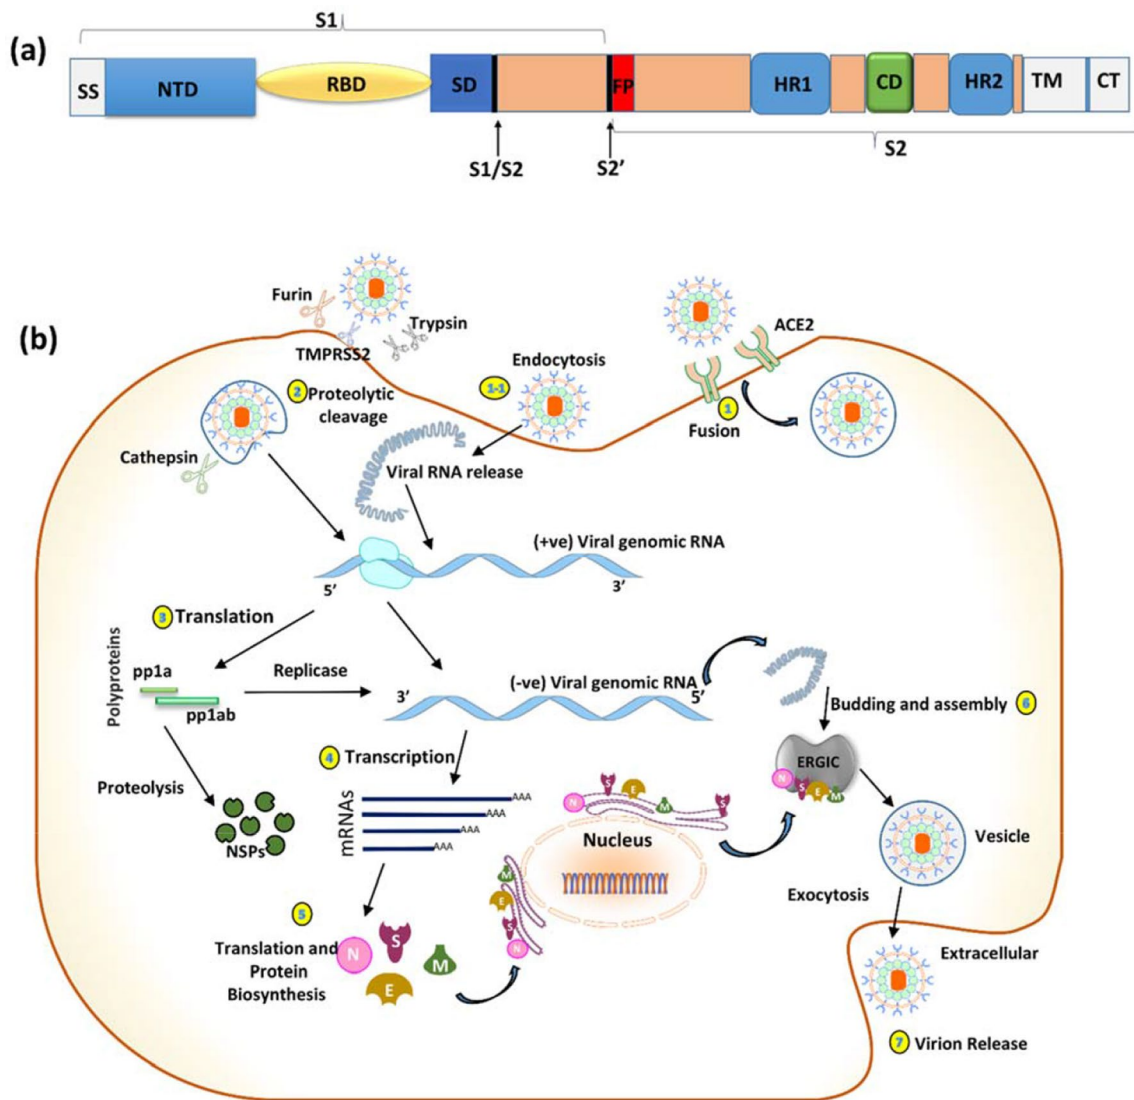 (a)
S1
SS
NTD
RBD
SD
FP
HR1
CD
HR2
TM
CT
S1/S2
S2’
S2
(b)
Furin
TMPRSS2
Trypsin
ACE2
Endocytosis
1-1
1
Fusion
2 Proteolytic
cleavage
Cathepsin
Viral RNA release
(+ve) Viral genomic RNA
5’
3’
3 Translation
Polyproteins
pp1a
pp1ab
Replicase
3’
(-ve) Viral genomic RNA
5’
Budding and assembly 6
ERGIC
N
S
E
M
Proteolysis
NSPs
4 Transcription
mRNAs
AAA
AAA
AAA
AAA
N
S
E
M
S
Nucleus
M
E
S
N
Vesicle
Exocytosis
5
Translation and
Protein
Biosynthesis
N
S
E
M
Extracellular
7 Virion Release